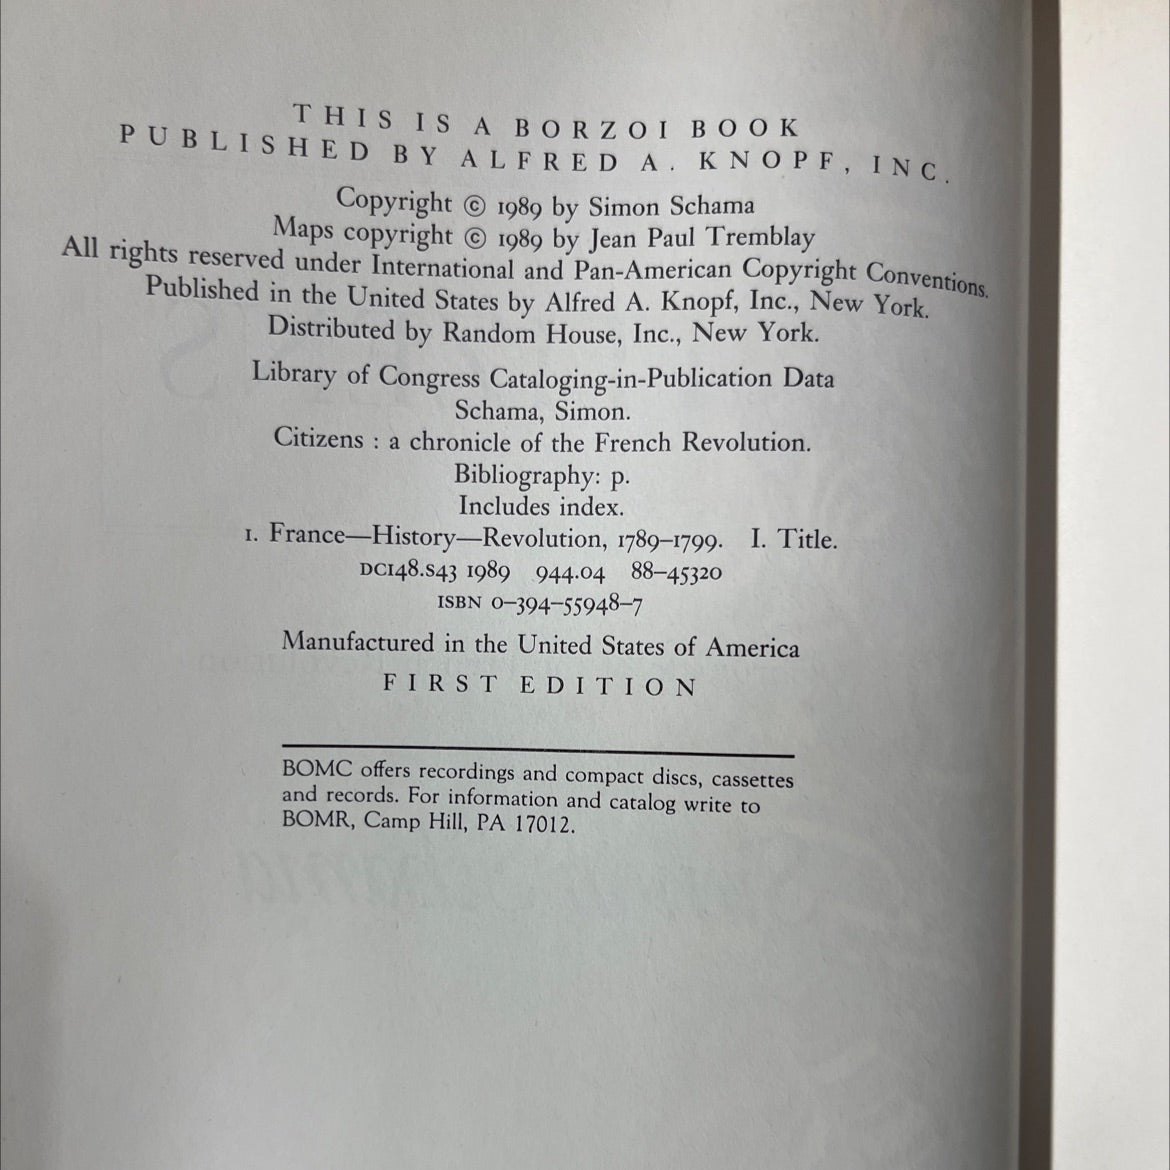 THIS IS A BORZOI BOOK
PUBLISHED BY ALFRED A. KNOPF, INC.
Copyright © 1989 by Simon Schama
Maps copyright © 1989 by Jean Paul Tremblay
All rights reserved under International and Pan-American Copyright Conventions.
Published in the United States by Alfred A. Knopf, Inc., New York.
Distributed by Random House, Inc., New York.
Library of Congress Cataloging-in-Publication Data
Schama, Simon.
Citizens : a chronicle of the French Revolution.
Bibliography: p.
Includes index.
1. France—History—Revolution, 1789–1799. I. Title.
DC148.S43 1989 944.04 88–45320
ISBN 0–394–55948–7
Manufactured in the United States of America
FIRST EDITION
BOMC offers recordings and compact discs, cassettes
and records. For information and catalog write to
BOMR, Camp Hill, PA 17012.